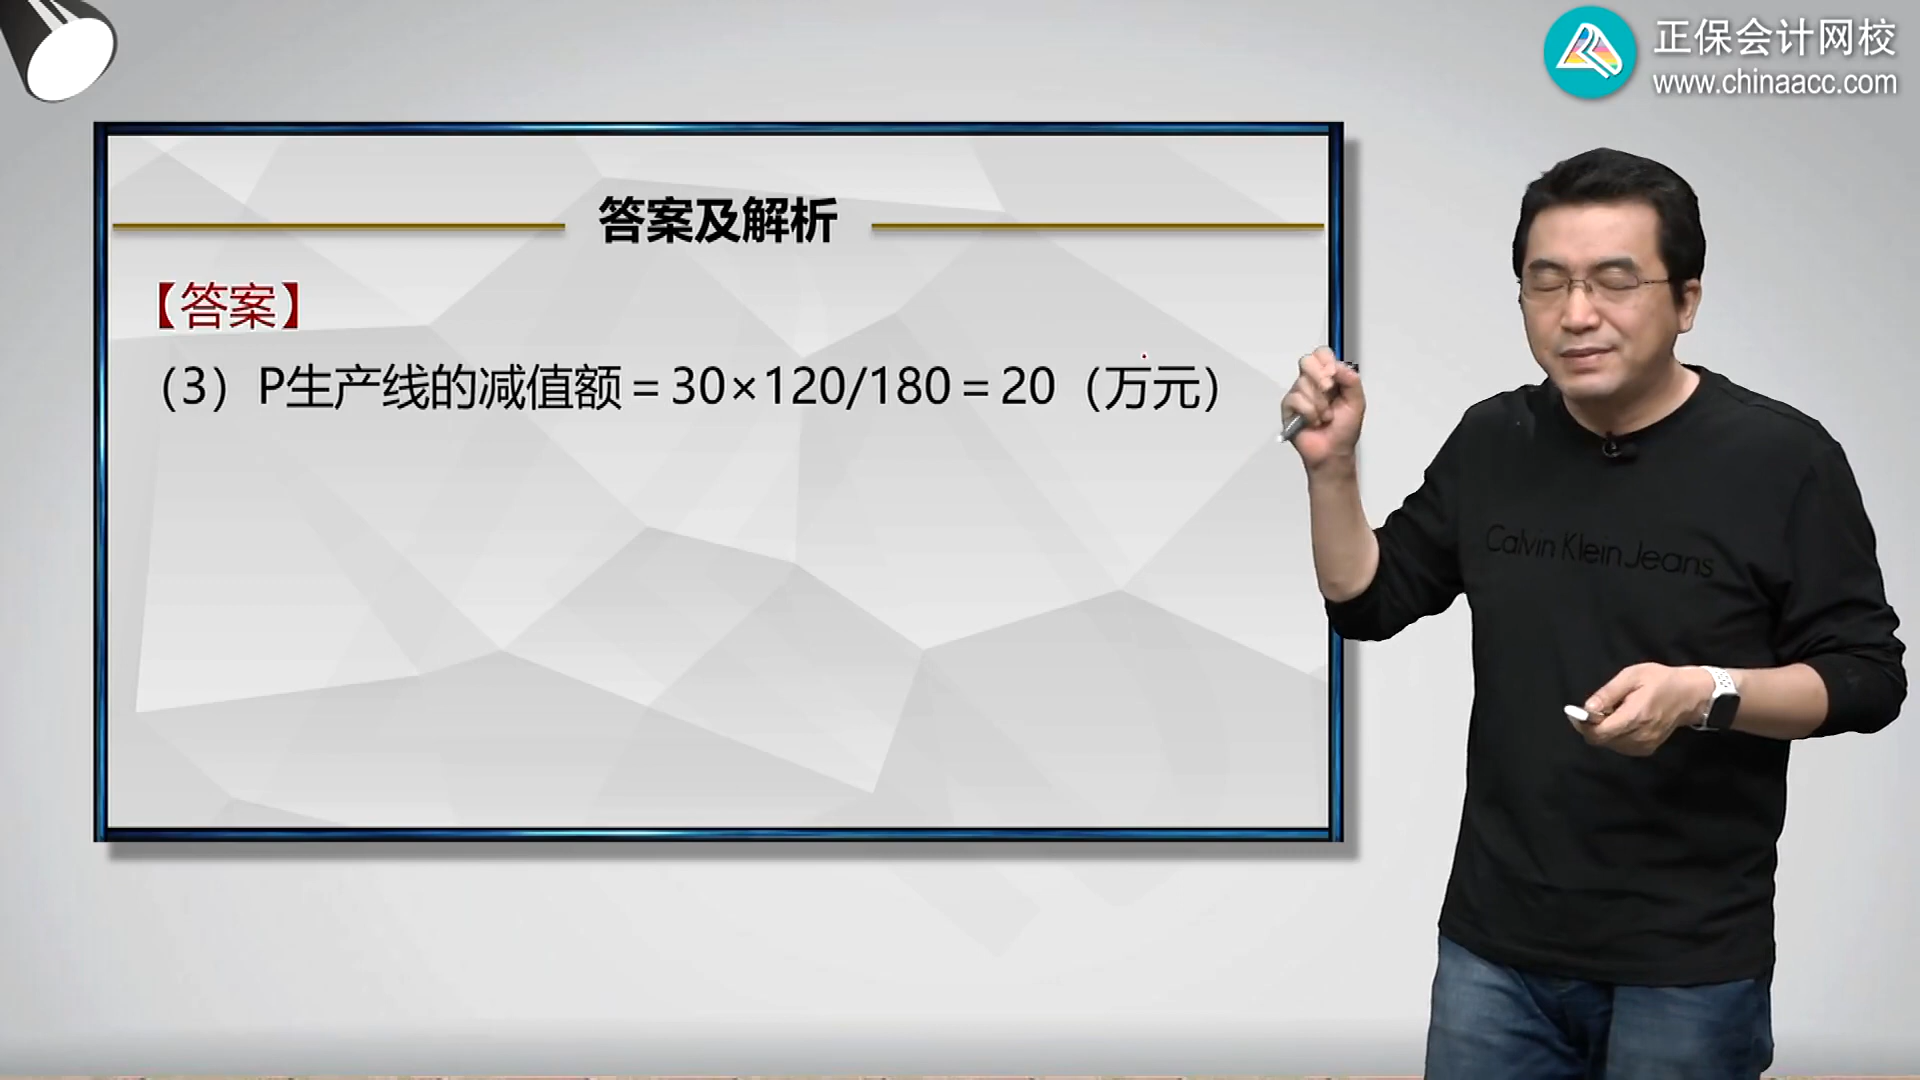 正保会计网校
www.chinaacc.com
答案及解析
【答案】
（3）P生产线的减值额＝30×120/180＝20（万元）
Calvin Klein Jeans